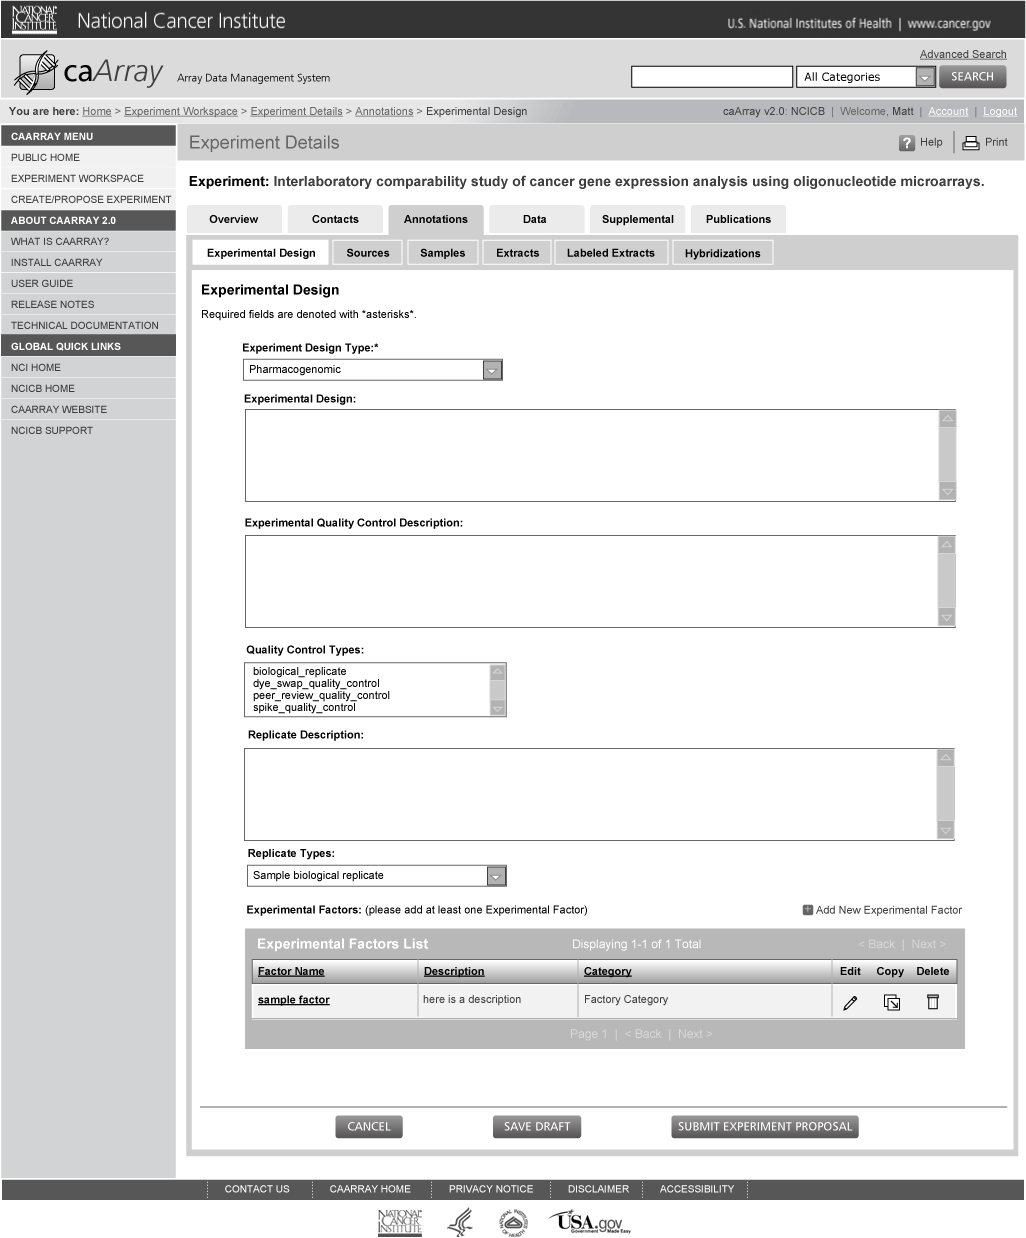 NATIONAL CANCER INSTITUTE National Cancer Institute
U.S. National Institutes of Health | www.cancer.gov
Advanced Search
caArray Array Data Management System
All Categories SEARCH
You are here: Home > Experiment Workspace > Experiment Details > Annotations > Experimental Design
caArray v2.0: NCICB | Welcome, Matt | Account | Logout
CAARRAY MENU
PUBLIC HOME
EXPERIMENT WORKSPACE
CREATE/PROPOSE EXPERIMENT
ABOUT CAARRAY 2.0
WHAT IS CAARRAY?
INSTALL CAARRAY
USER GUIDE
RELEASE NOTES
TECHNICAL DOCUMENTATION
GLOBAL QUICK LINKS
NCI HOME
NCICB HOME
CAARRAY WEBSITE
NCICB SUPPORT
Experiment Details
? Help Print
Experiment: Interlaboratory comparability study of cancer gene expression analysis using oligonucleotide microarrays.
Overview Contacts Annotations Data Supplemental Publications
Experimental Design Sources Samples Extracts Labeled Extracts Hybridizations
Experimental Design
Required fields are denoted with *asterisks*.
Experiment Design Type:*
Pharmacogenomic
Experimental Design:
Experimental Quality Control Description:
Quality Control Types:
biological_replicate
dye_swap_quality_control
peer_review_quality_control
spike_quality_control
Replicate Description:
Replicate Types:
Sample biological replicate
Experimental Factors: (please add at least one Experimental Factor)
Add New Experimental Factor
Experimental Factors List Displaying 1-1 of 1 Total < Back | Next >
Factor Name Description Category Edit Copy Delete
sample factor here is a description Factory Category
Page 1 | < Back | Next >
CANCEL SAVE DRAFT SUBMIT EXPERIMENT PROPOSAL
CONTACT US CAARRAY HOME PRIVACY NOTICE DISCLAIMER ACCESSIBILITY
NATIONAL CANCER INSTITUTE
USA.gov
Government Made Easy